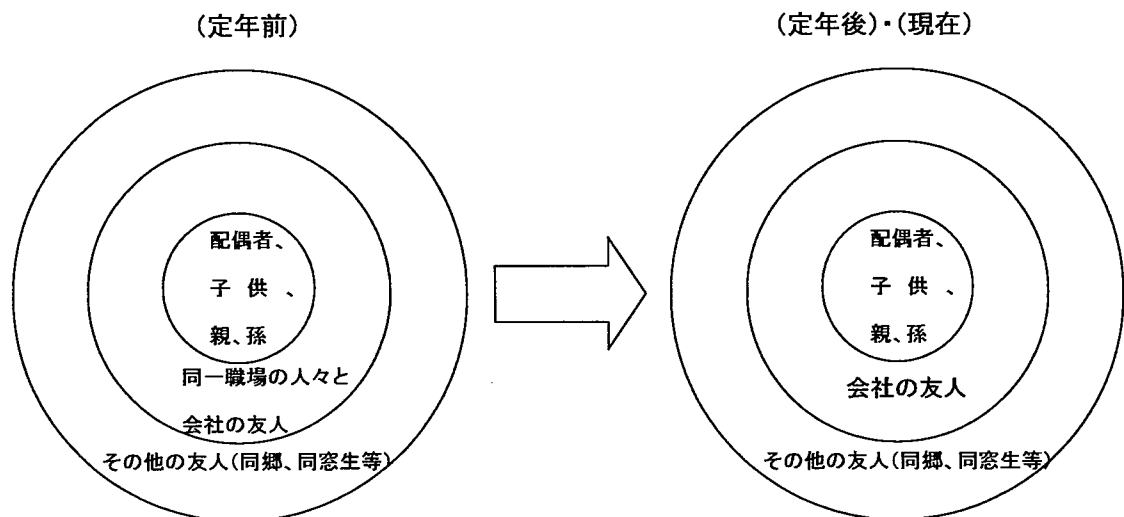 (定年前)
配偶者、
子 供 、
親、孫
同一職場の人々と
会社の友人
その他の友人(同郷、同窓生等)
(定年後)・(現在)
配偶者、
子 供 、
親、孫
会社の友人
その他の友人(同郷、同窓生等)